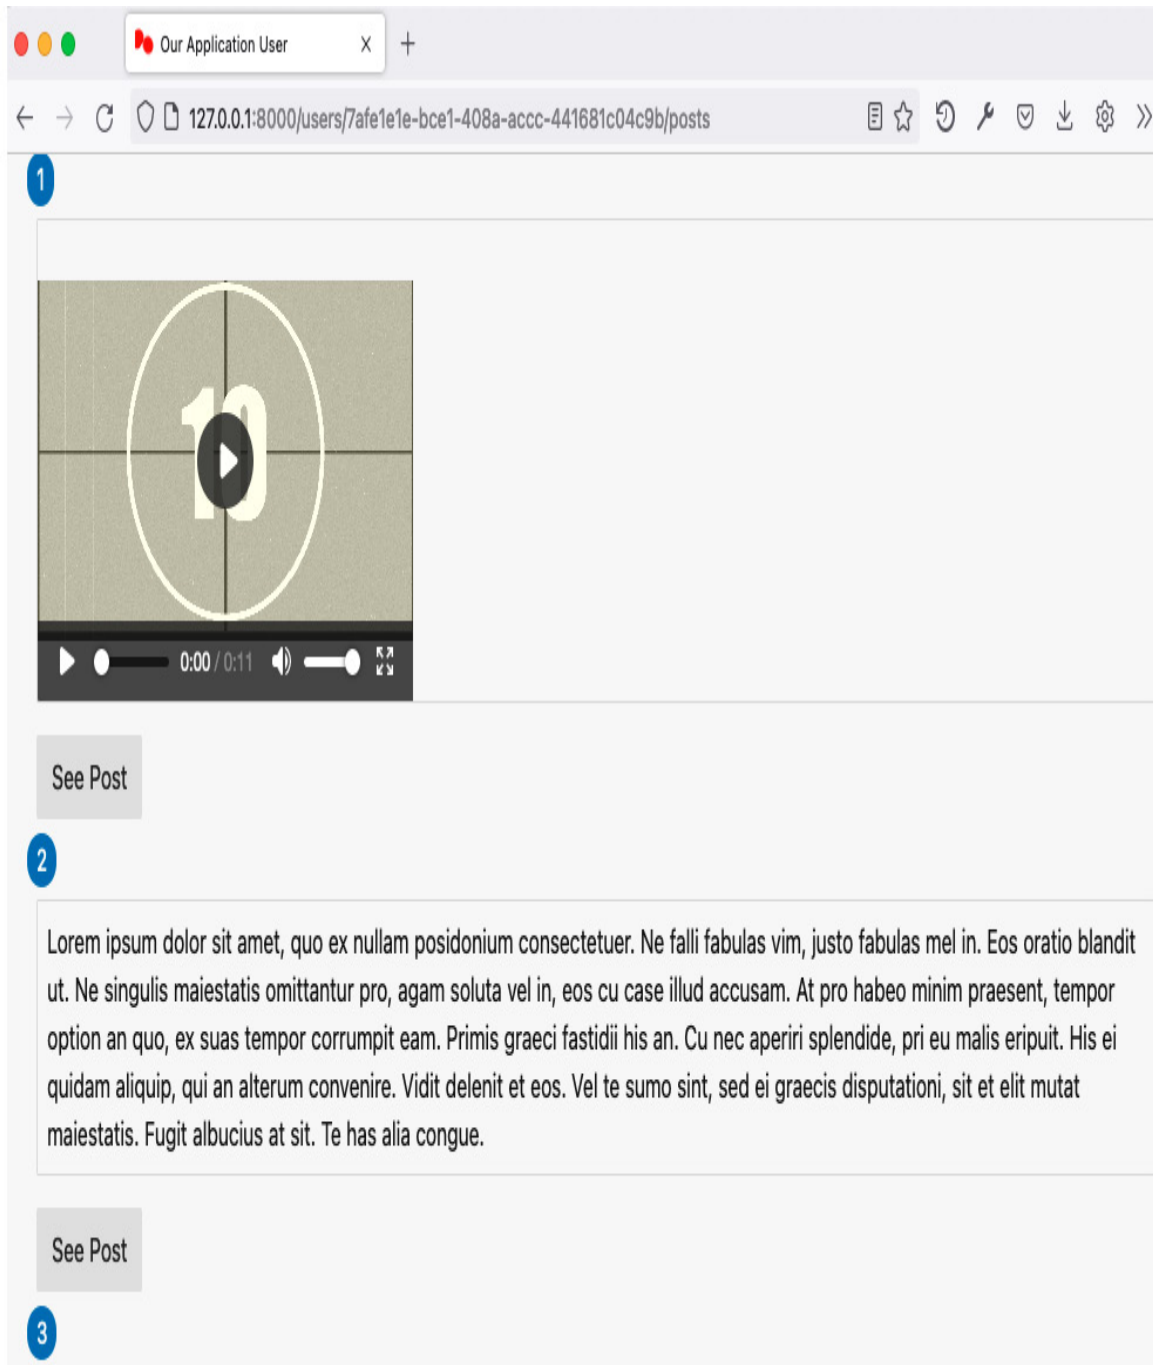 Our Application User
127.0.0.1:8000/users/7afe1e1e-bce1-408a-accc-441681c04c9b/posts
1
10
0:00 / 0:11
See Post
2
Lorem ipsum dolor sit amet, quo ex nullam posidonium consectetuer. Ne falli fabulas vim, justo fabulas mel in. Eos oratio blandit
ut. Ne singulis maiestatis omittantur pro, agam soluta vel in, eos cu case illud accusam. At pro habeo minim praesent, tempor
option an quo, ex suas tempor corrumpit eam. Primis graeci fastidii his an. Cu nec aperiri splendide, pri eu malis eripuit. His ei
quidam aliquip, qui an alterum convenire. Vidit delenit et eos. Vel te sumo sint, sed ei graecis disputationi, sit et elit mutat
maiestatis. Fugit albucius at sit. Te has alia congue.
See Post
3